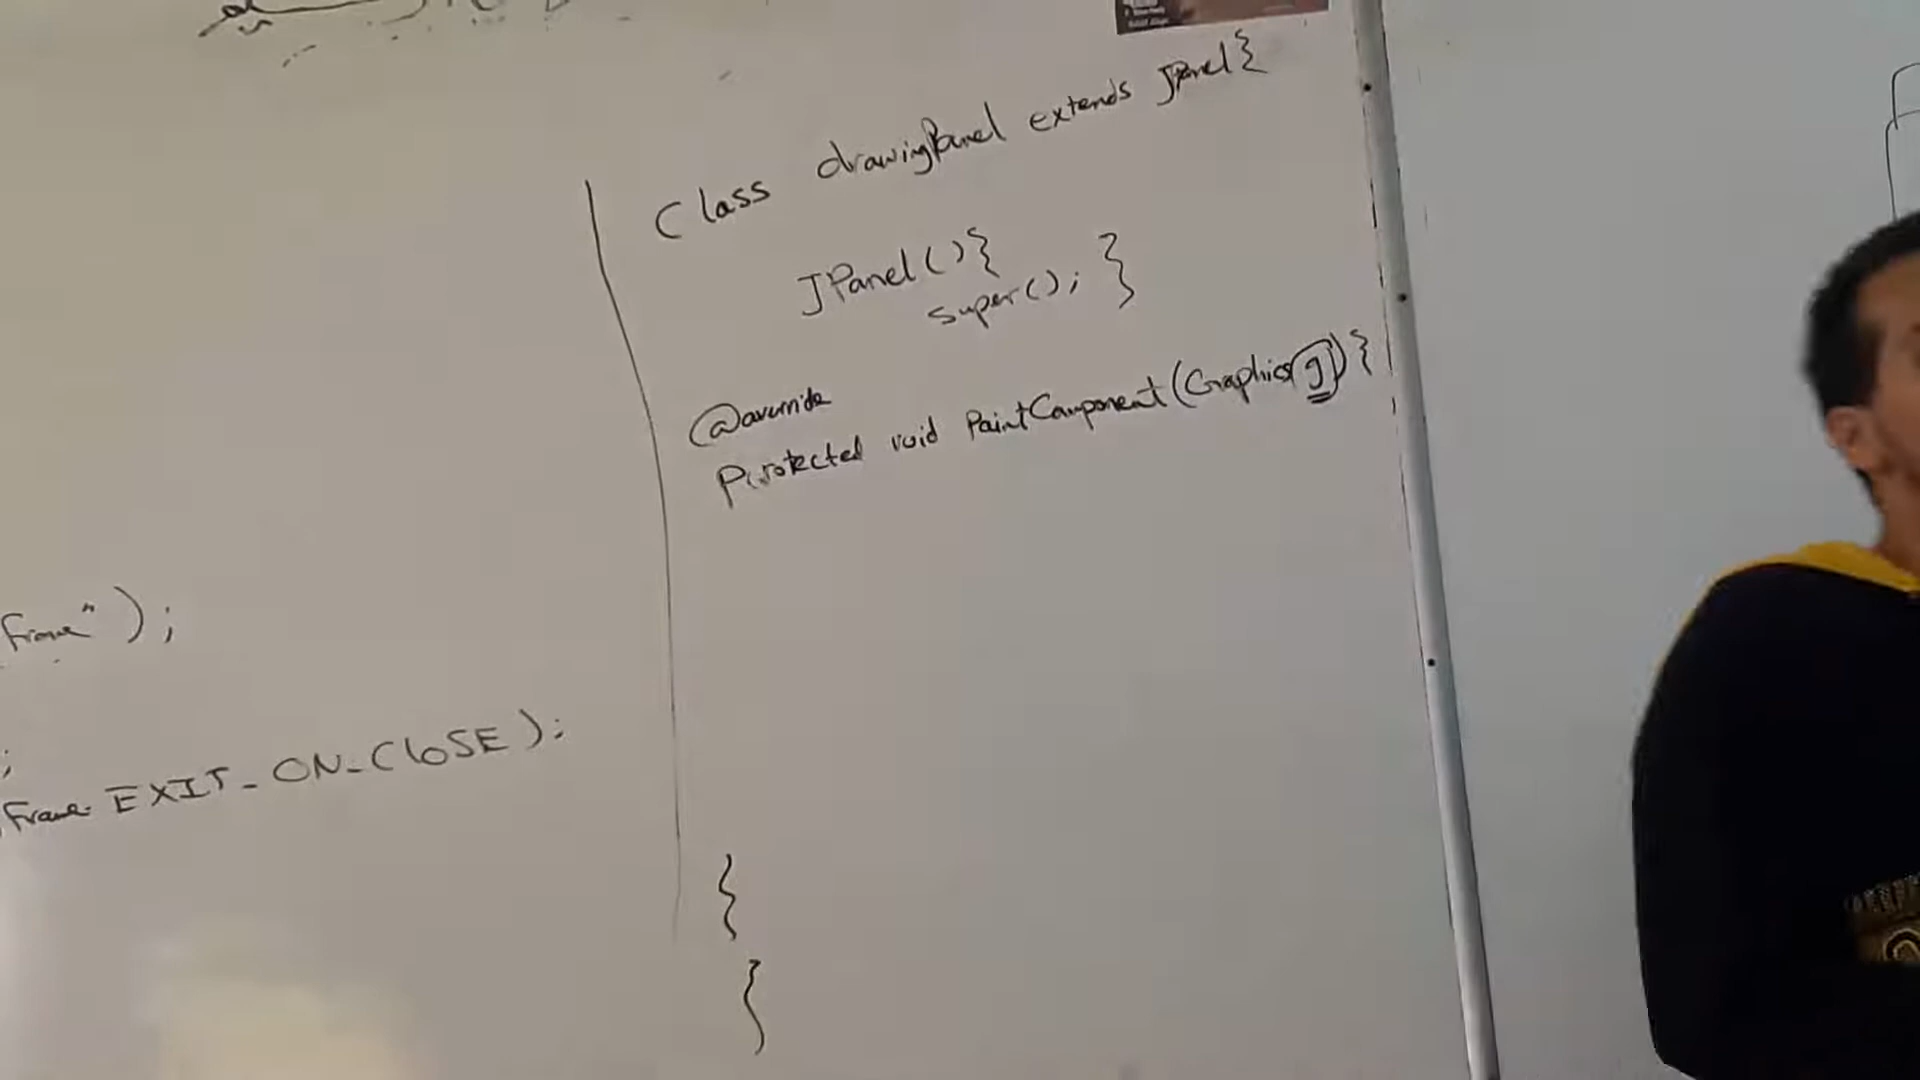 Class drawingPanel extends JPanel {
JPanel () {
super(); }
@override
Protected void PaintComponent (Graphics g) {
Frame");
;
Frame. EXIT_ON_CLOSE);
}
}